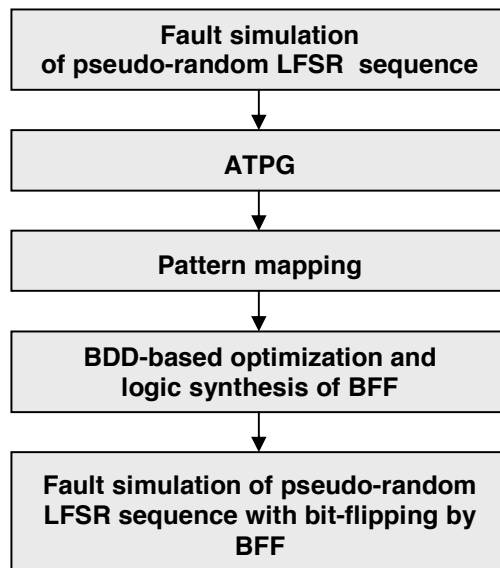 Fault simulation
of pseudo-random LFSR sequence
ATPG
Pattern mapping
BDD-based optimization and
logic synthesis of BFF
Fault simulation of pseudo-random
LFSR sequence with bit-flipping by
BFF